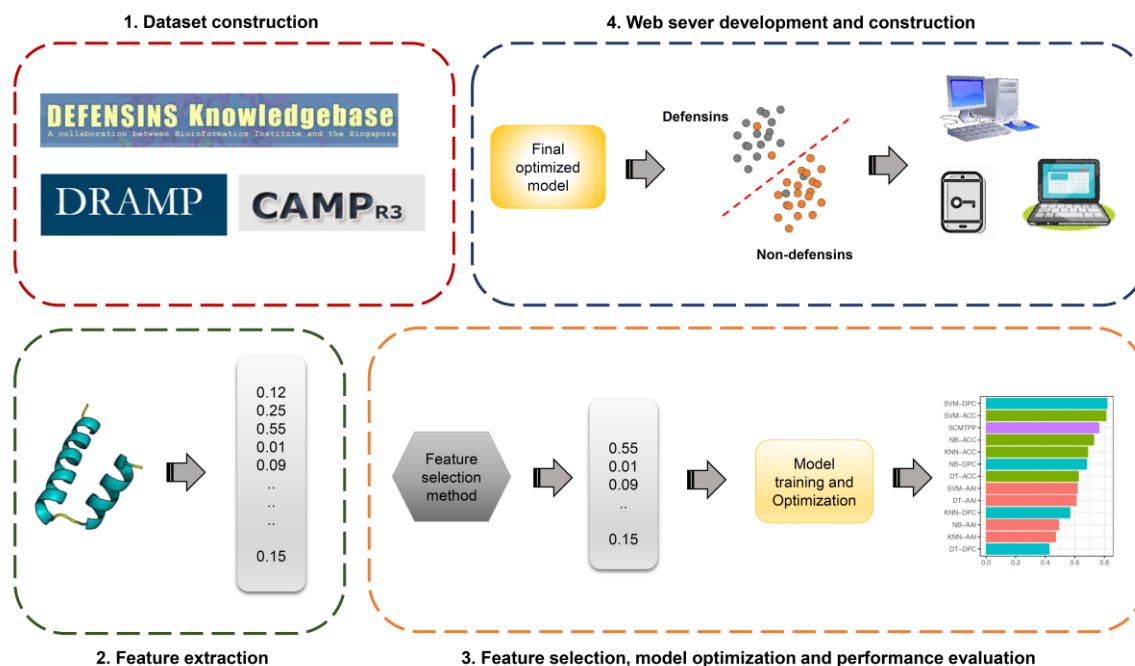 1. Dataset construction
DEFENSINS Knowledgebase
A collaboration between Bioinformatics Institute and the Singapore
DRAMP
CAMPR3
4. Web sever development and construction
Final
optimized
model
Defensins
Non-defensins
0.12
0.25
0.55
0.01
0.09
..
..
..
0.15
2. Feature extraction
Feature
selection
method
0.55
0.01
0.09
..
0.15
Model
training and
Optimization
SVM–DPC
SVM–ACC
SCMTPP
NB–ACC
KNN–ACC
NB–DPC
DT–ACC
SVM–AAI
DT–AAI
KNN–DPC
NB–AAI
KNN–AAI
DT–DPC
0.0 0.2 0.4 0.6 0.8
3. Feature selection, model optimization and performance evaluation